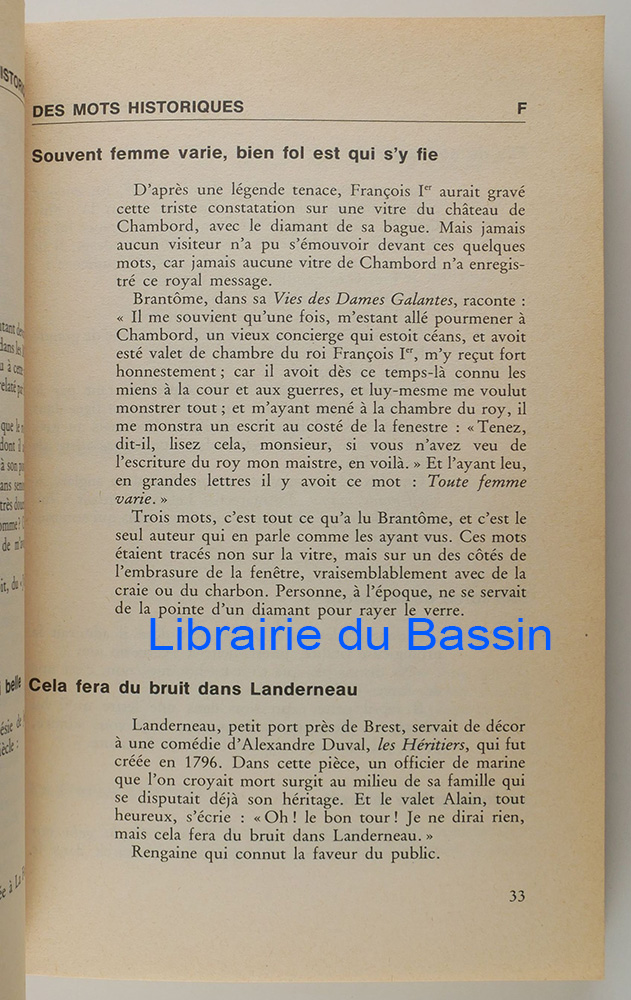 DES MOTS HISTORIQUES F
Souvent femme varie, bien fol est qui s'y fie
D'après une légende tenace, François Ier aurait gravé
cette triste constatation sur une vitre du château de
Chambord, avec le diamant de sa bague. Mais jamais
aucun visiteur n'a pu s'émouvoir devant ces quelques
mots, car jamais aucune vitre de Chambord n'a enregis-
tré ce royal message.
Brantôme, dans sa Vies des Dames Galantes, raconte :
« Il me souvient qu'une fois, m'estant allé pourmener à
Chambord, un vieux concierge qui estoit céans, et avoit
esté valet de chambre du roi François Ier, m'y reçut fort
honnestement ; car il avoit dès ce temps-là connu les
miens à la cour et aux guerres, et luy-mesme me voulut
monstrer tout ; et m'ayant mené à la chambre du roy, il
me monstra un escrit au costé de la fenestre : « Tenez,
dit-il, lisez cela, monsieur, si vous n'avez veu de
l'escriture du roy mon maistre, en voilà. » Et l'ayant leu,
en grandes lettres il y avoit ce mot : Toute femme
varie. »
Trois mots, c'est tout ce qu'a lu Brantôme, et c'est le
seul auteur qui en parle comme les ayant vus. Ces mots
étaient tracés non sur la vitre, mais sur un des côtés de
l'embrasure de la fenêtre, vraisemblablement avec de la
craie ou du charbon. Personne, à l'époque, ne se servait
de la pointe d'un diamant pour rayer le verre.
Librairie du Bassin
belle
Cela fera du bruit dans Landerneau
Landerneau, petit port près de Brest, servait de décor
à une comédie d'Alexandre Duval, les Héritiers, qui fut
créée en 1796. Dans cette pièce, un officier de marine
que l'on croyait mort surgit au milieu de sa famille qui
se disputait déjà son héritage. Et le valet Alain, tout
heureux, s'écrie : « Oh ! le bon tour ! Je ne dirai rien,
mais cela fera du bruit dans Landerneau. »
Rengaine qui connut la faveur du public.
33